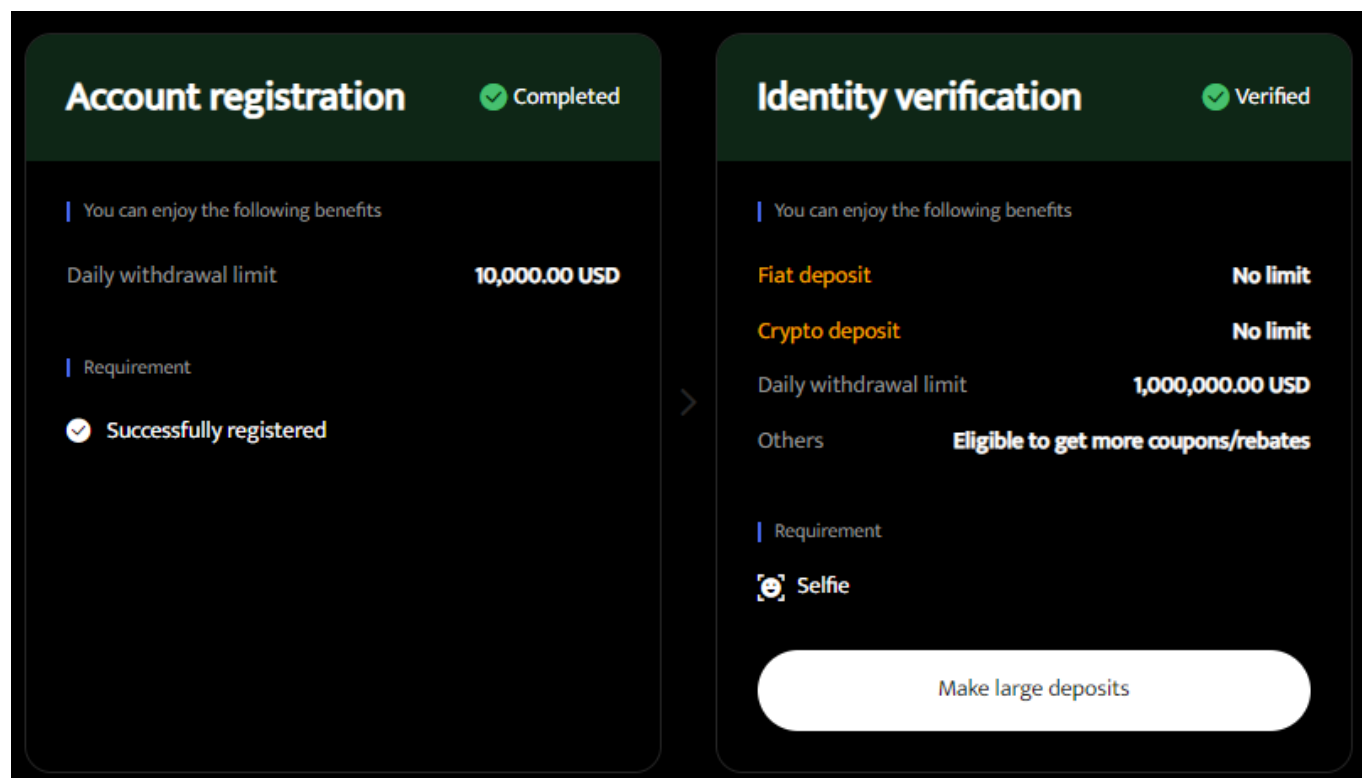 Account registration
Completed
You can enjoy the following benefits
Daily withdrawal limit 10,000.00 USD
Requirement
Successfully registered
Identity verification
Verified
You can enjoy the following benefits
Fiat deposit No limit
Crypto deposit No limit
Daily withdrawal limit 1,000,000.00 USD
Others Eligible to get more coupons/rebates
Requirement
Selfie
Make large deposits